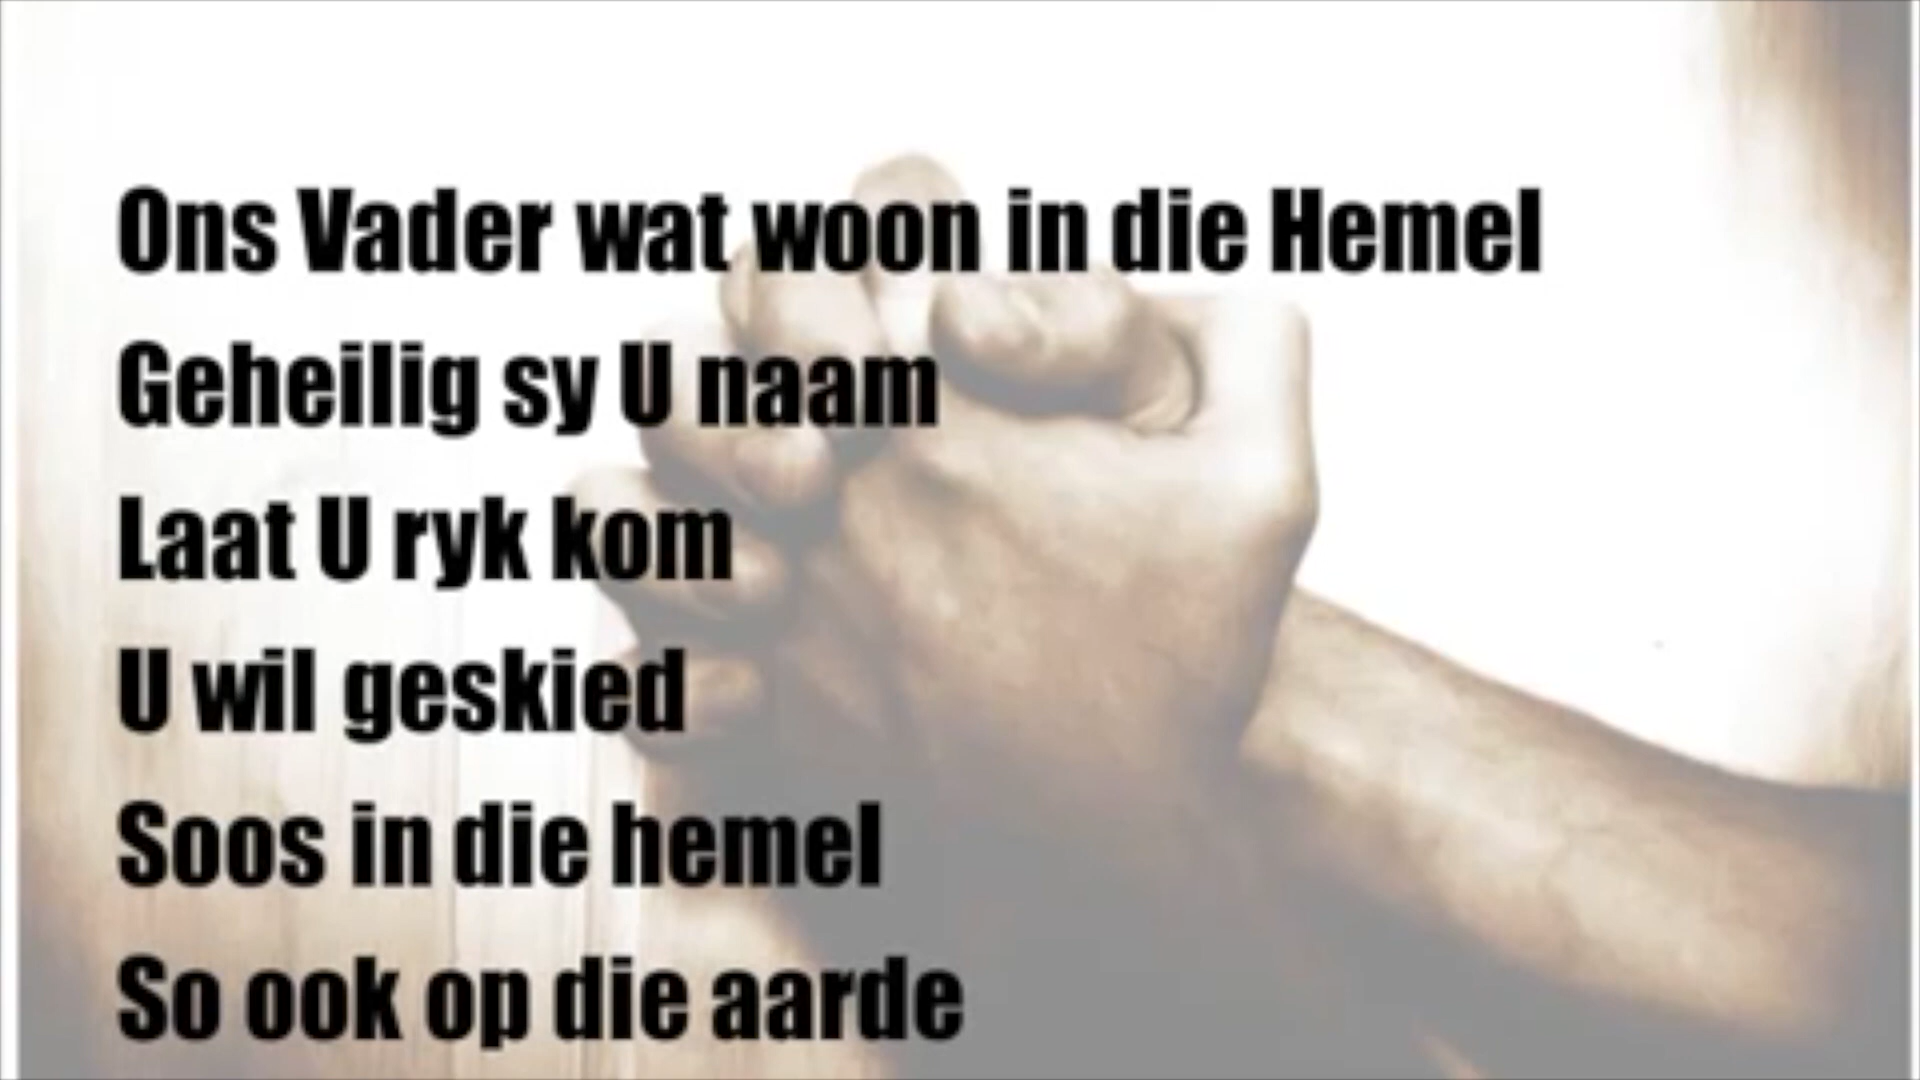 Ons Vader wat woon in die Hemel
Geheilig sy U naam
Laat U ryk kom
U wil geskied
Soos in die hemel
So ook op die aarde